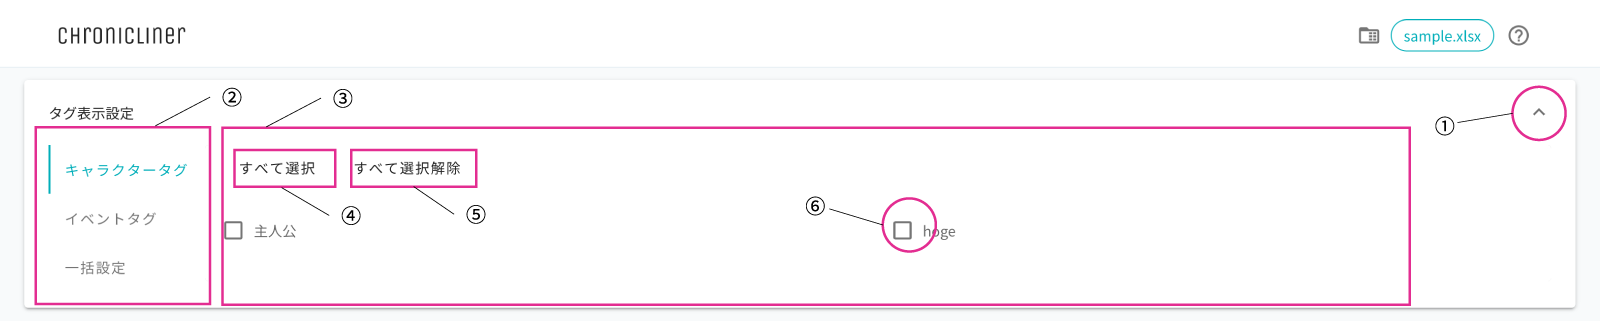 CHRONICLINER
sample.xlsx
タグ表示設定
②
③
①
キャラクタータグ
すべて選択
すべて選択解除
④
⑤
⑥
イベントタグ
主人公
hoge
一括設定